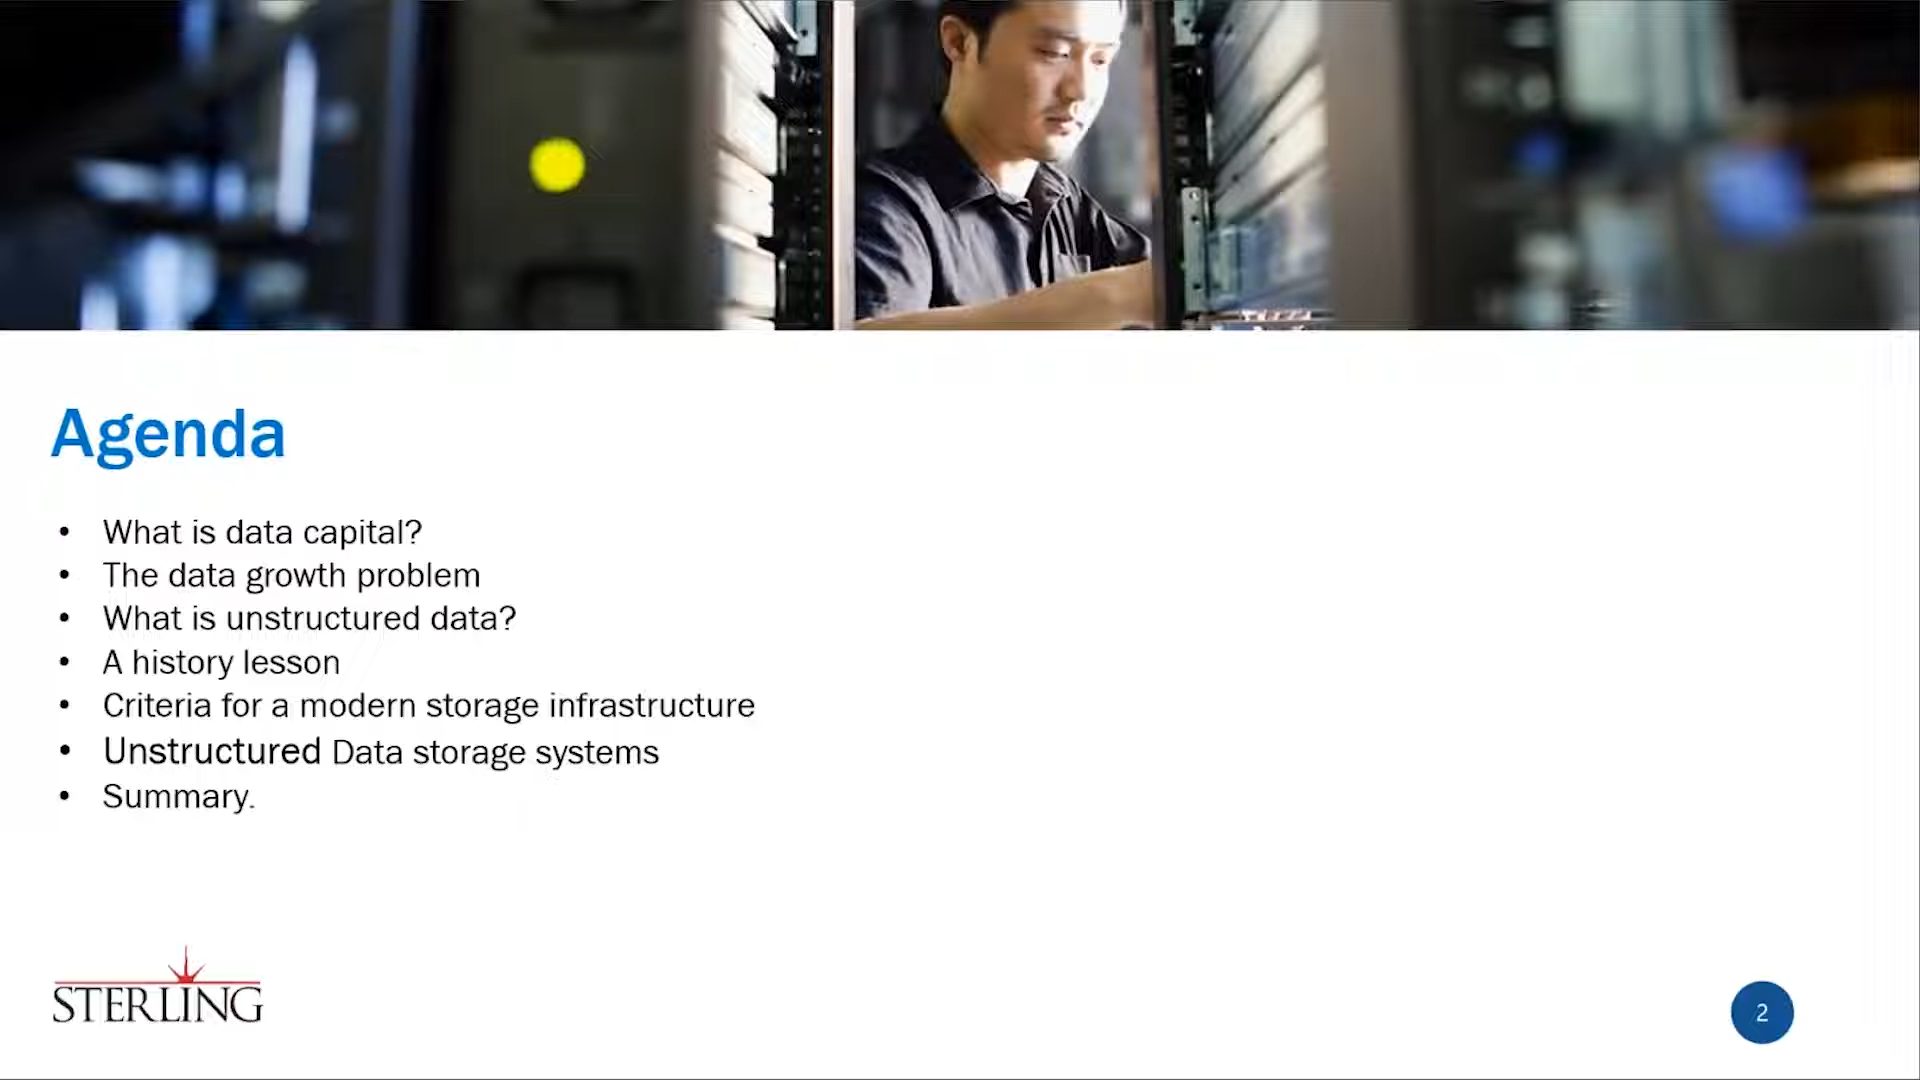 Agenda
• What is data capital?
• The data growth problem
• What is unstructured data?
• A history lesson
• Criteria for a modern storage infrastructure
• Unstructured Data storage systems
• Summary.
STERLING
2